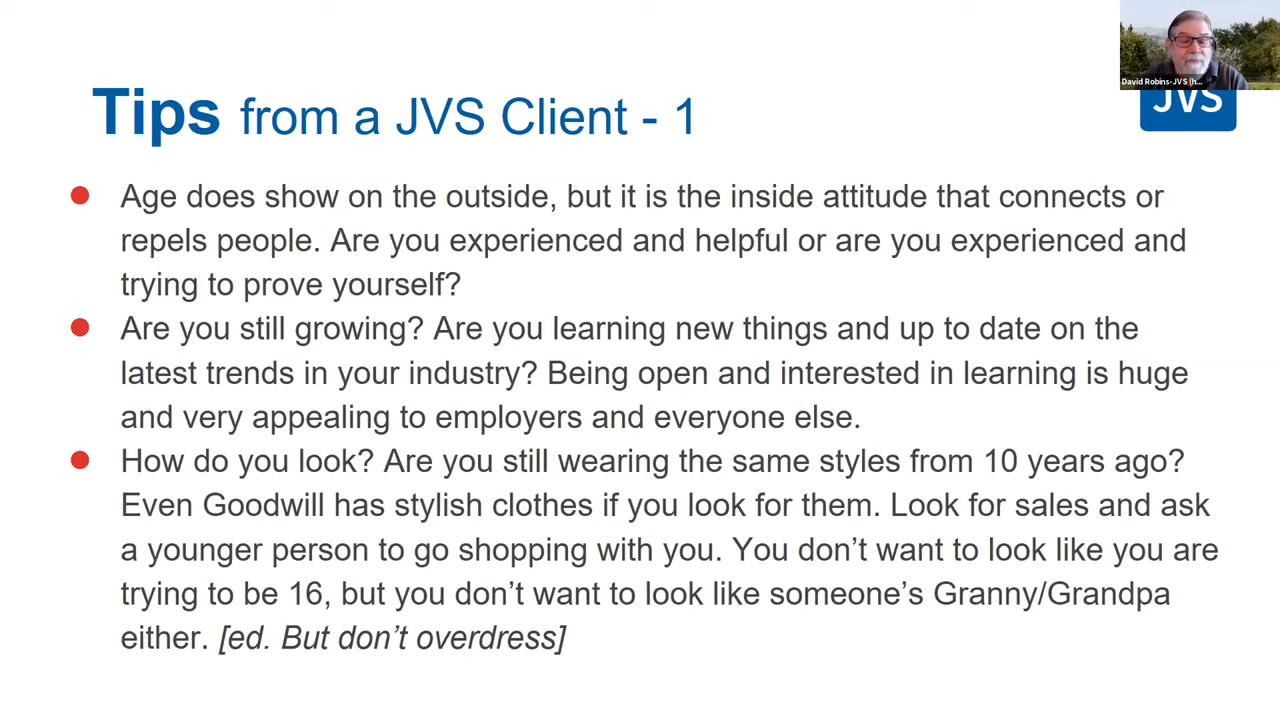 David Robins-JVS (h...
JVS
Tips from a JVS Client - 1
● Age does show on the outside, but it is the inside attitude that connects or
repels people. Are you experienced and helpful or are you experienced and
trying to prove yourself?
● Are you still growing? Are you learning new things and up to date on the
latest trends in your industry? Being open and interested in learning is huge
and very appealing to employers and everyone else.
● How do you look? Are you still wearing the same styles from 10 years ago?
Even Goodwill has stylish clothes if you look for them. Look for sales and ask
a younger person to go shopping with you. You don’t want to look like you are
trying to be 16, but you don’t want to look like someone’s Granny/Grandpa
either. [ed. But don’t overdress]